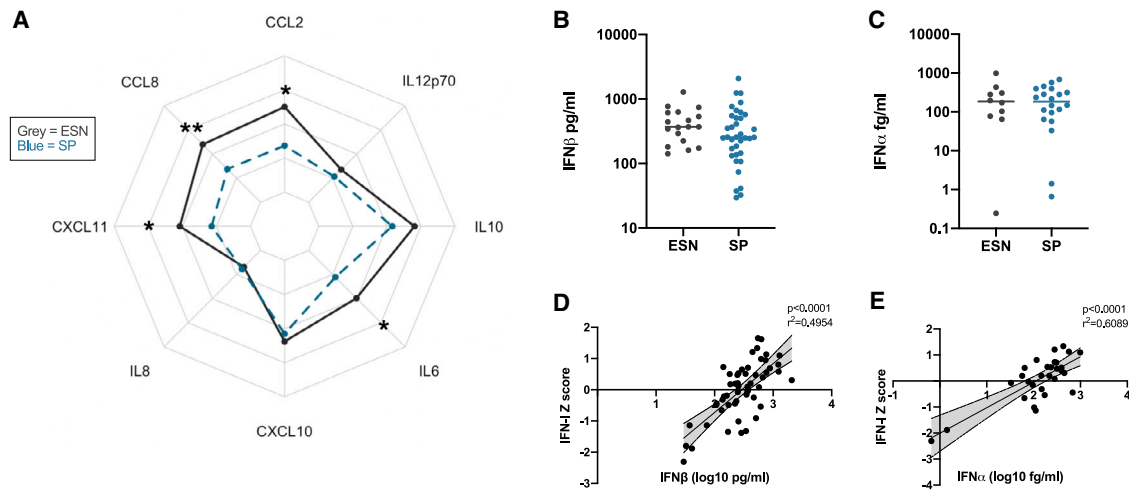 A
CCL2
CCL8
IL12p70
*
**
Grey = ESN
Blue = SP
CXCL11
*
IL10
*
IL8
IL6
CXCL10
B
10000
1000
100
10
IFNβ pg/ml
ESN
SP
C
10000
1000
100
10
1
0.1
IFNα fg/ml
ESN
SP
D
p<0.0001
r²=0.4954
2
1
0
-1
-2
-3
1
2
3
4
IFN-I Z score
IFNβ (log10 pg/ml)
E
p<0.0001
r²=0.6089
2
1
0
-1
-2
-3
-4
-1
1
2
3
4
IFN-I Z score
IFNα (log10 fg/ml)